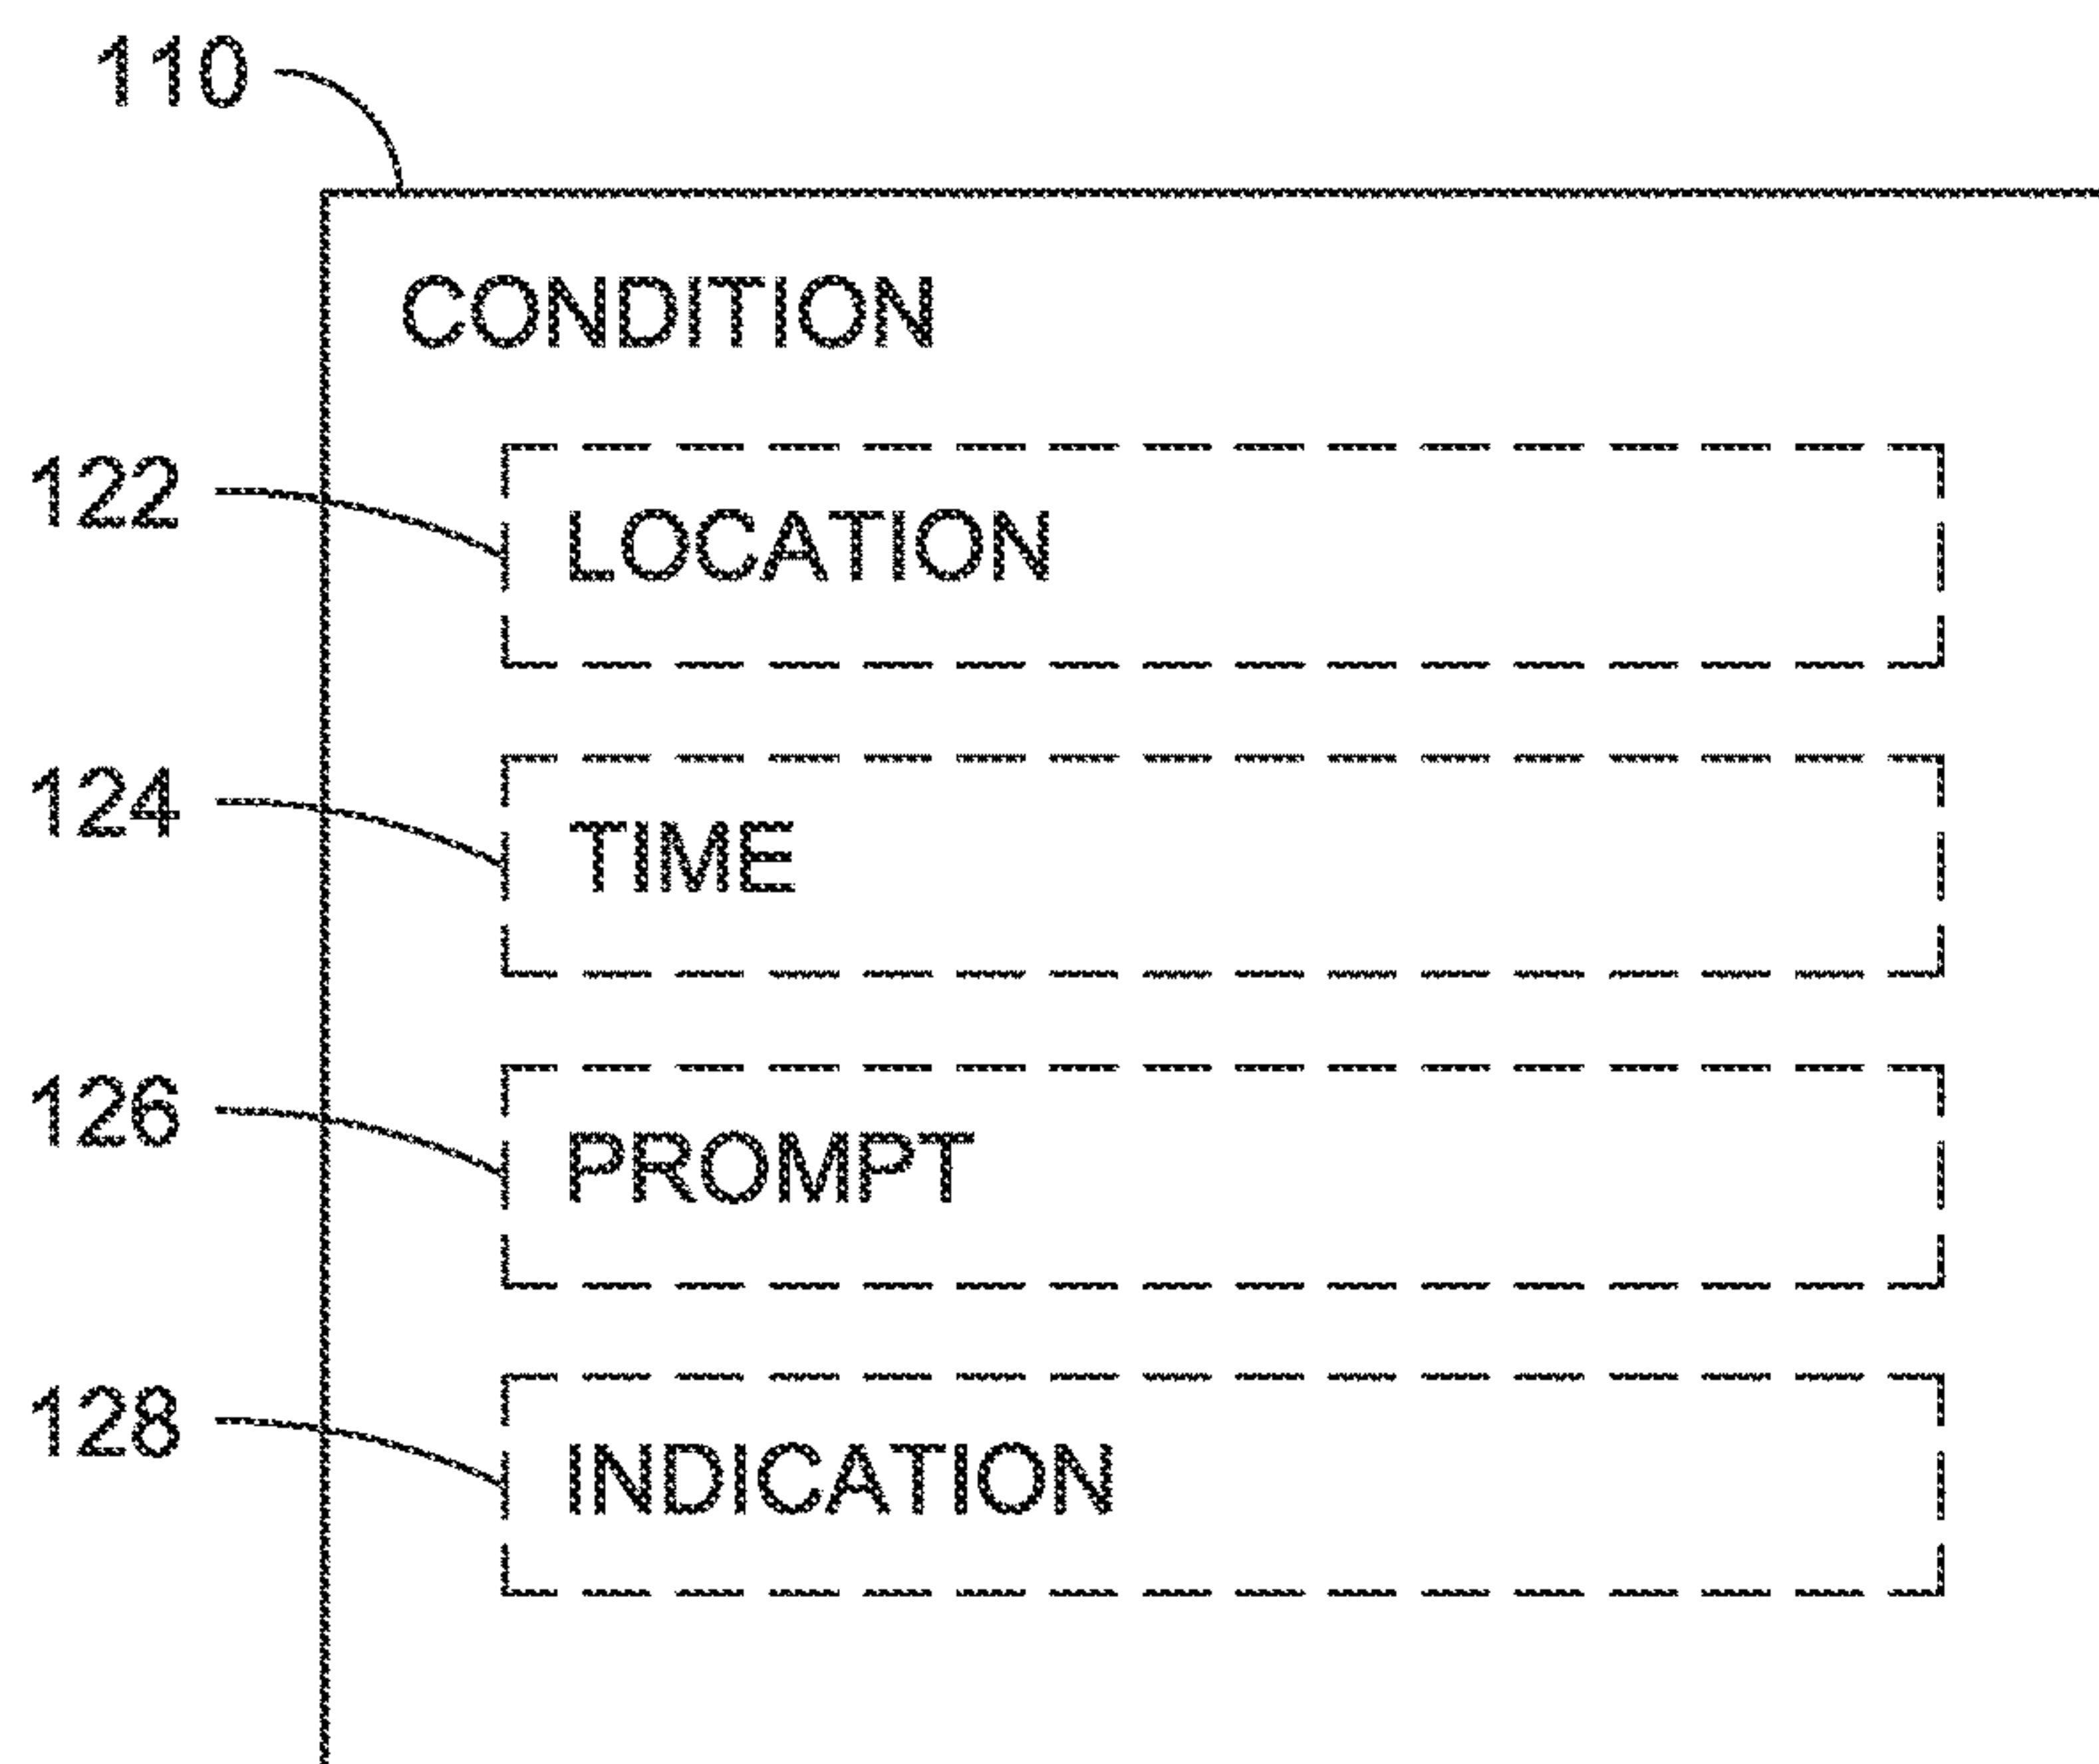 110
CONDITION
122
LOCATION
124
TIME
126
PROMPT
128
INDICATION